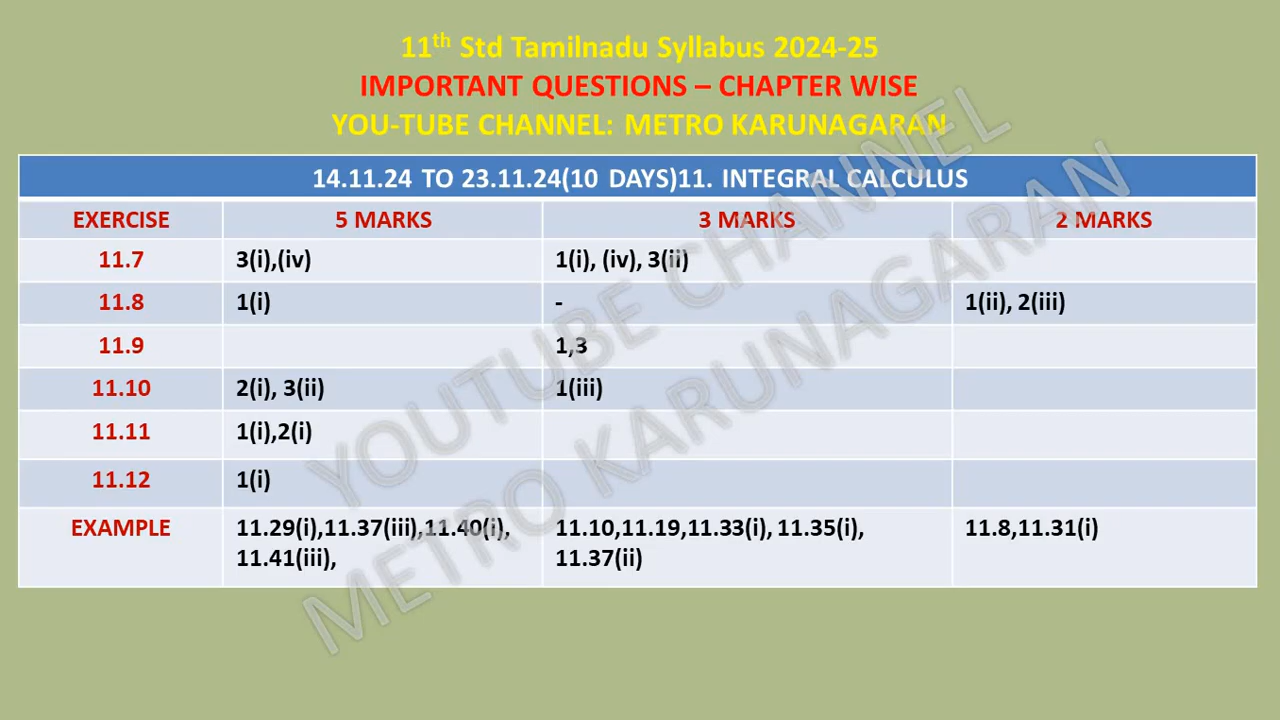 11th Std Tamilnadu Syllabus 2024-25
IMPORTANT QUESTIONS – CHAPTER WISE
YOU-TUBE CHANNEL: METRO KARUNAGARAN
14.11.24 TO 23.11.24(10 DAYS)11. INTEGRAL CALCULUS
EXERCISE 5 MARKS 3 MARKS 2 MARKS
11.7 3(i),(iv) 1(i), (iv), 3(ii)
11.8 1(i) - 1(ii), 2(iii)
11.9 1,3
11.10 2(i), 3(ii) 1(iii)
11.11 1(i),2(i)
11.12 1(i)
EXAMPLE 11.29(i),11.37(iii),11.40(i), 11.10,11.19,11.33(i), 11.35(i), 11.8,11.31(i)
11.41(iii), 11.37(ii)
YOUTUBE CHANNEL
METRO KARUNAGARAN